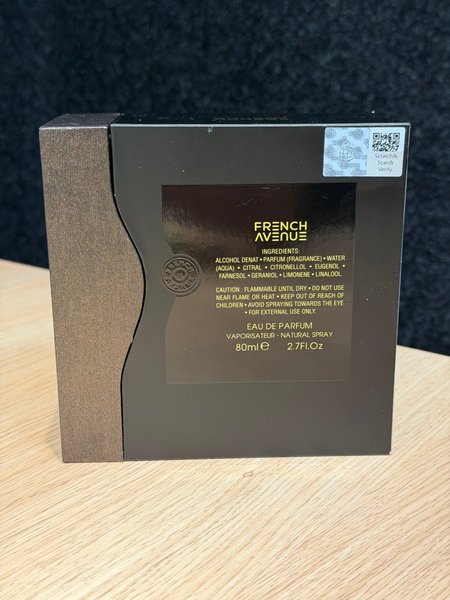 Scratch&
Scan&
Verify
FRENCH
AVENUE
INGREDIENTS:
ALCOHOL DENAT • PARFUM (FRAGRANCE) • WATER
(AQUA) • CITRAL • CITRONELLOL • EUGENOL •
FARNESOL • GERANIOL • LIMONENE • LINALOOL.
CAUTION : FLAMMABLE UNTIL DRY • DO NOT USE
NEAR FLAME OR HEAT • KEEP OUT OF REACH OF
CHILDREN • AVOID SPRAYING TOWARDS THE EYE
• FOR EXTERNAL USE ONLY.
EAU DE PARFUM
VAPORISATEUR - NATURAL SPRAY
80ml ℮ 2.7Fl.Oz